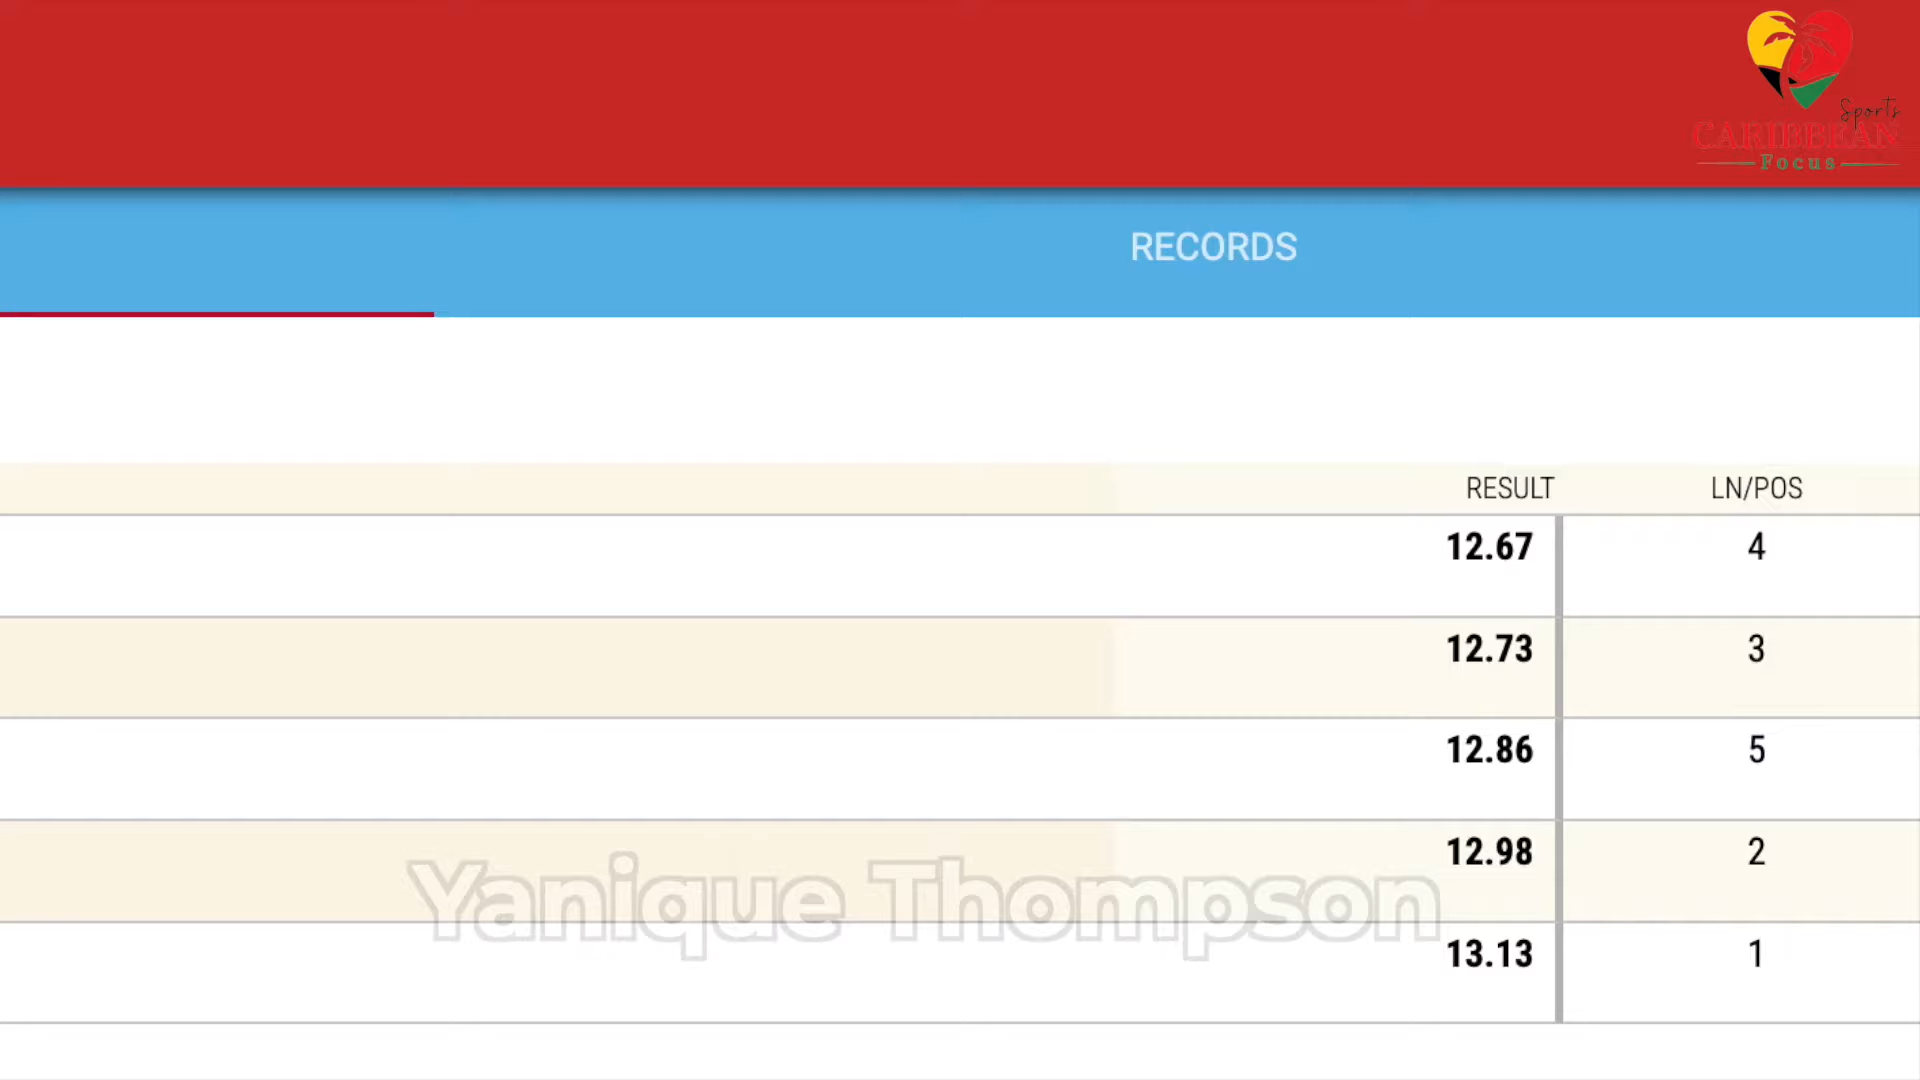 Sports
CARIBBEAN
Focus
RECORDS
RESULT LN/POS
12.67 4
12.73 3
12.86 5
12.98 2
Yanique Thompson
13.13 1